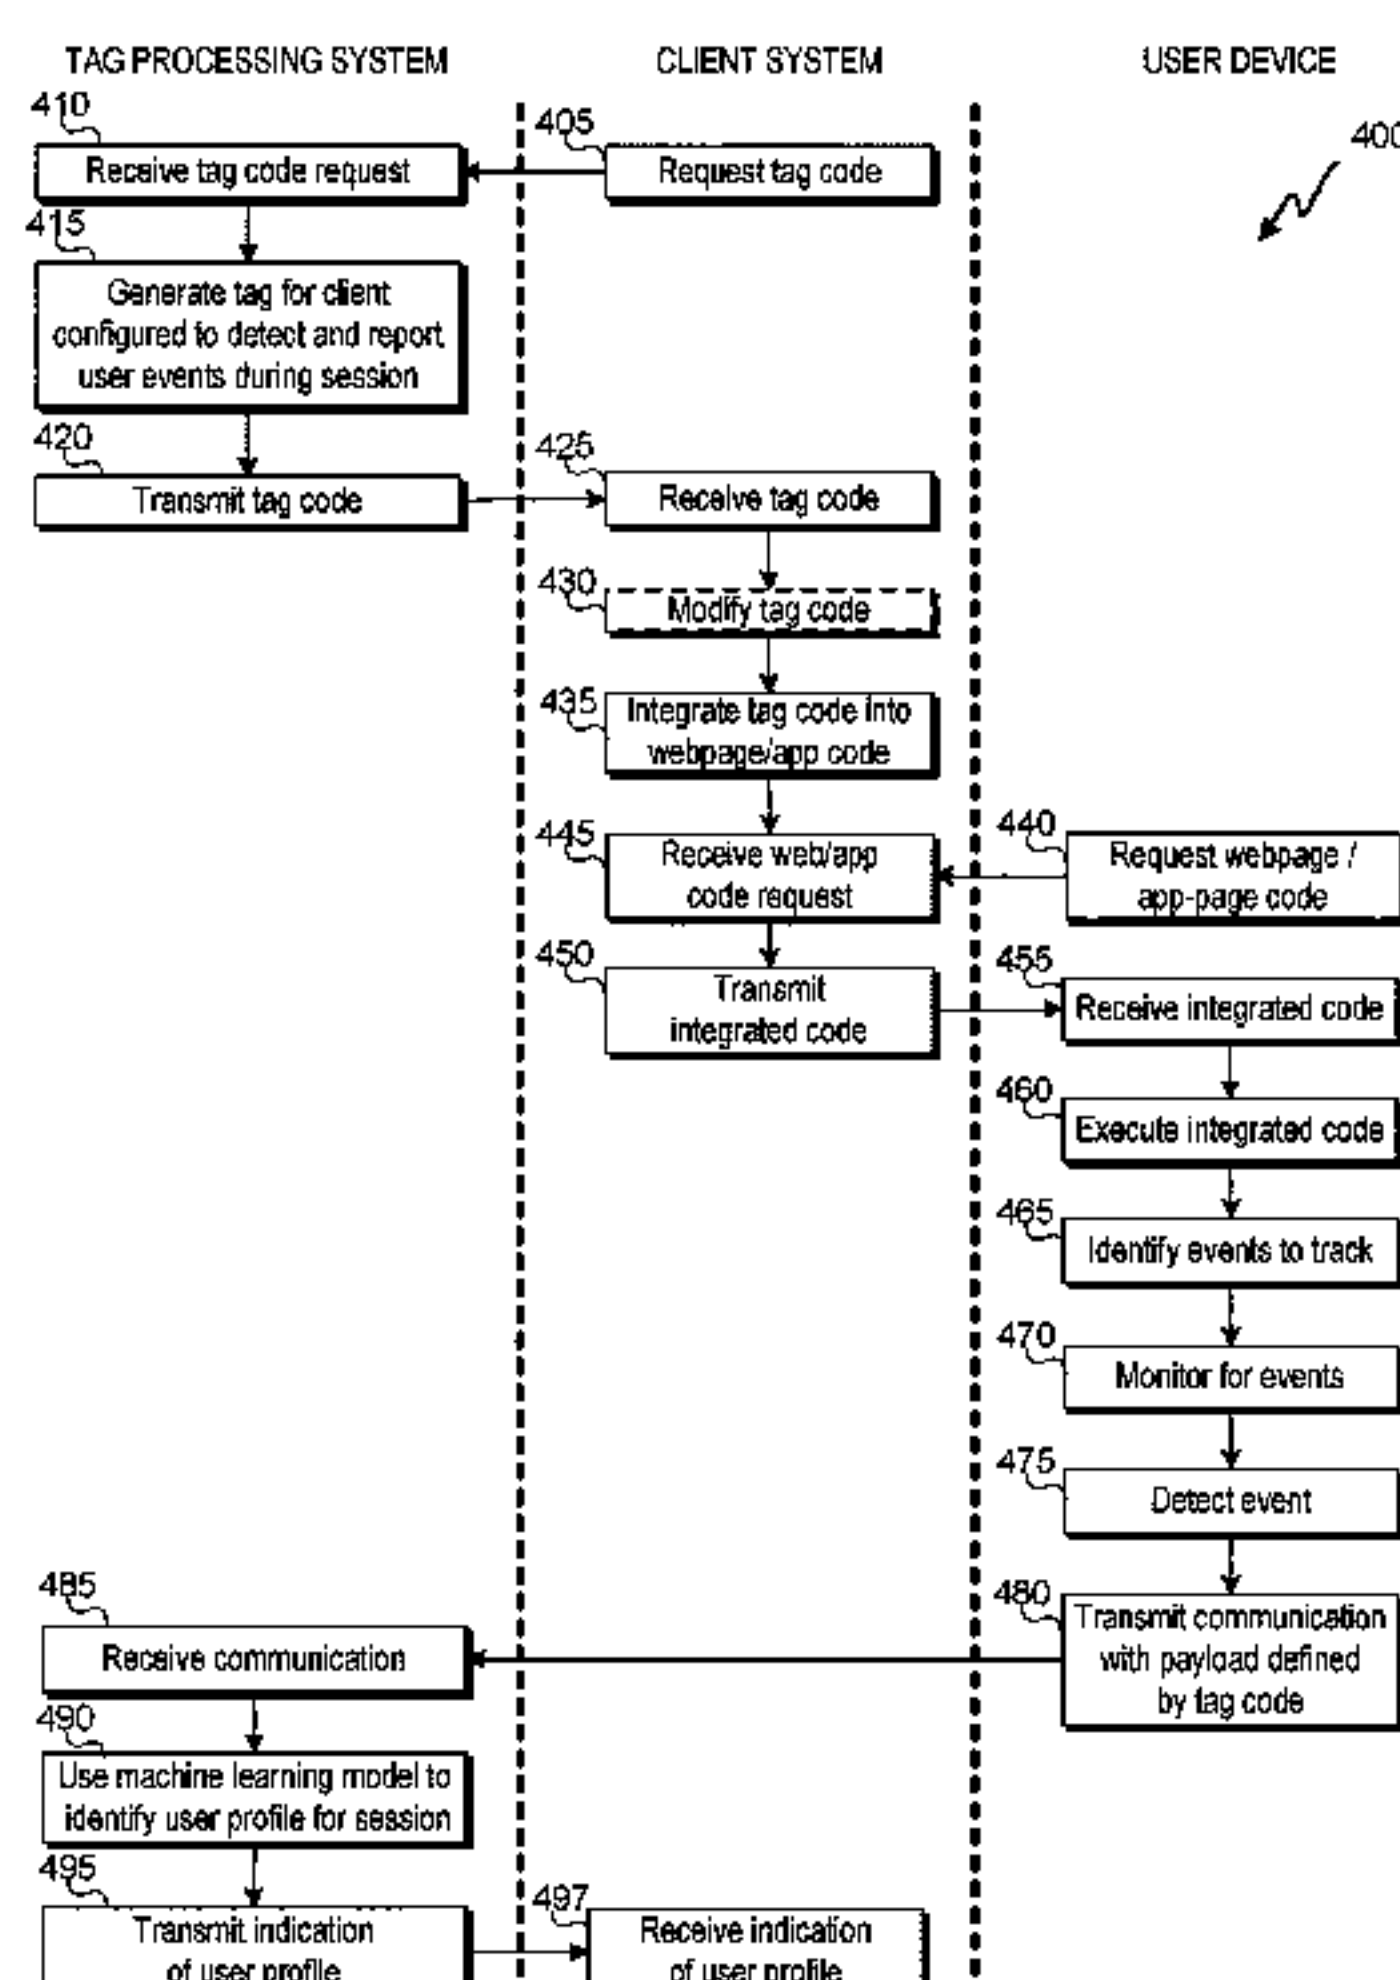 TAG PROCESSING SYSTEM
CLIENT SYSTEM
USER DEVICE
400
410
Receive tag code request
405
Request tag code
415
Generate tag for client
configured to detect and report
user events during session
420
Transmit tag code
425
Receive tag code
430
Modify tag code
435
Integrate tag code into
webpage/app code
440
Request webpage /
app-page code
445
Receive web/app
code request
450
Transmit
integrated code
455
Receive integrated code
460
Execute integrated code
465
Identify events to track
470
Monitor for events
475
Detect event
480
Transmit communication
with payload defined
by tag code
485
Receive communication
490
Use machine learning model to
identify user profile for session
495
Transmit indication
of user profile
497
Receive indication
of user profile